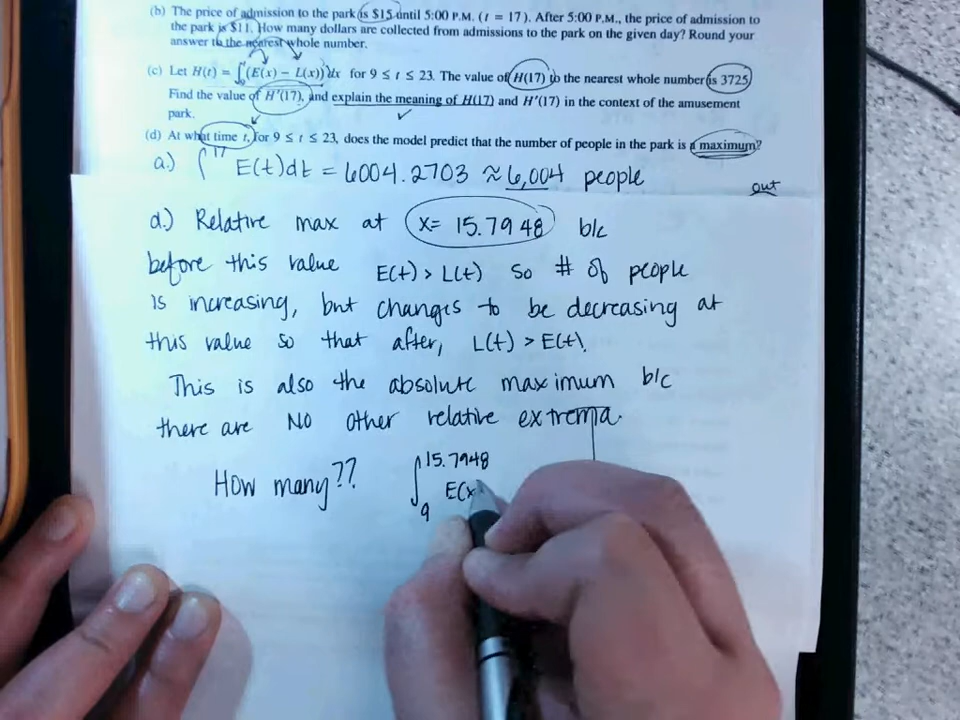 (b) The price of admission to the park is $15 until 5:00 P.M. (t = 17). After 5:00 P.M., the price of admission to
the park is $11. How many dollars are collected from admissions to the park on the given day? Round your
answer to the nearest whole number.
(c) Let H(t) = ∫₉ᵗ (E(x) − L(x)) dx for 9 ≤ t ≤ 23. The value of H(17) to the nearest whole number is 3725.
Find the value of H′(17), and explain the meaning of H(17) and H′(17) in the context of the amusement
park.
(d) At what time t, for 9 ≤ t ≤ 23, does the model predict that the number of people in the park is a maximum?
a.) ∫¹⁷ E(t)dt = 6004.2703 ≈ 6,004 people
out
d.) Relative max at x= 15.7948 b/c
before this value E(t) > L(t) so # of people
is increasing, but changes to be decreasing at
this value so that after, L(t) > E(t).
This is also the absolute maximum b/c
there are NO other relative extrema.
How many?? ∫₉^15.7948 E(x